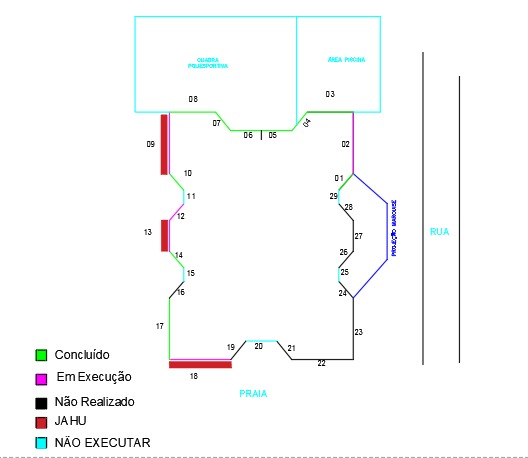 QUADRA
POLIESPORTIVA
ÁREA PISCINA
08
03
07
06
05
04
09
02
10
01
11
29
12
28
13
27
PROJEÇÃO MARQUISE
RUA
14
26
15
25
16
24
17
23
19
20
21
22
18
PRAIA
Concluído
Em Execução
Não Realizado
JAHU
NÃO EXECUTAR